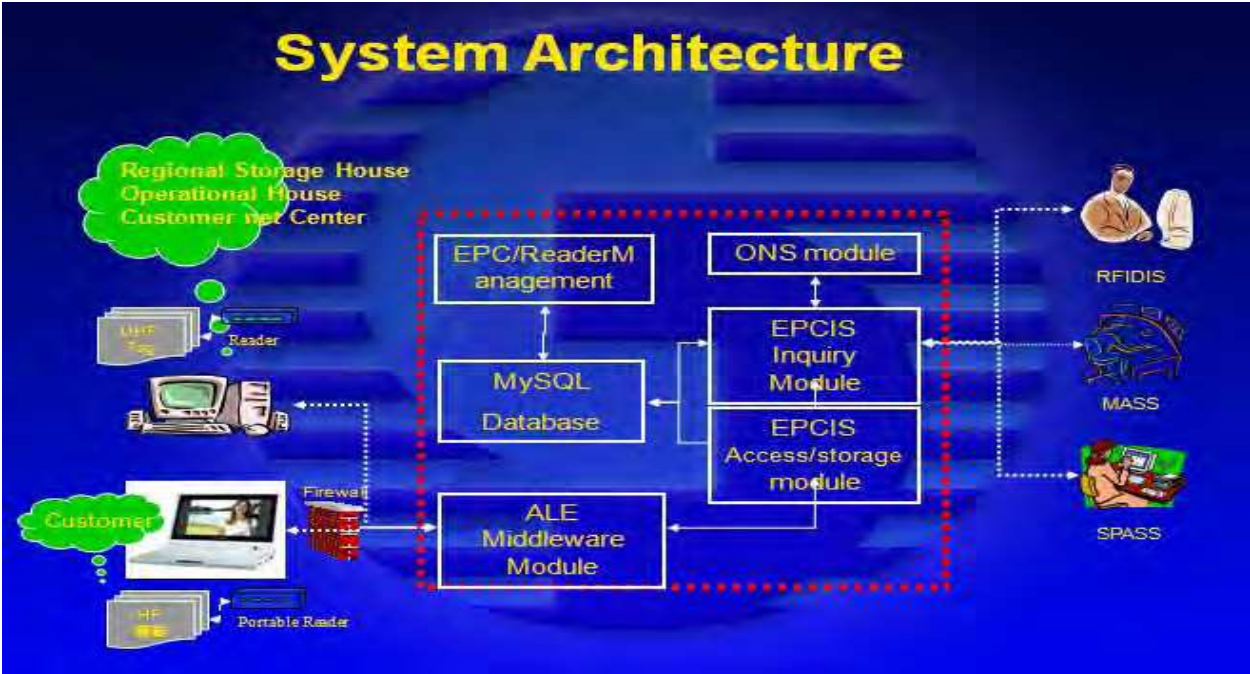 System Architecture
Regional Storage House
Operational House
Customer net Center
EPC/ReaderM
anagement
ONS module
RFIDIS
UHF
Tag
Reader
EPCIS
Inquiry
Module
MySQL
Database
MASS
EPCIS
Access/storage
module
Firewall
Customer
ALE
Middleware
Module
SPASS
HF
Portable Reader